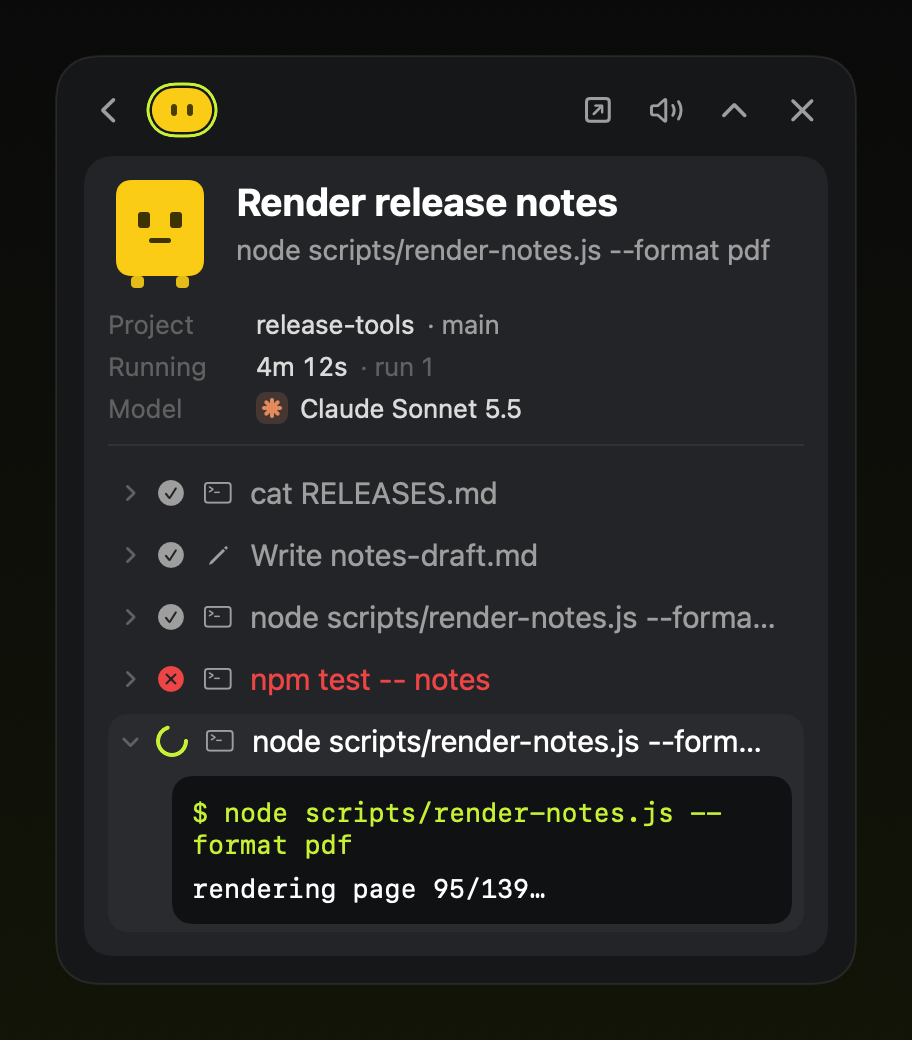 Render release notes
node scripts/render-notes.js --format pdf
Project release-tools · main
Running 4m 12s · run 1
Model Claude Sonnet 5.5
cat RELEASES.md
Write notes-draft.md
node scripts/render-notes.js --forma...
npm test -- notes
node scripts/render-notes.js --form...
$ node scripts/render-notes.js --
format pdf
rendering page 95/139…